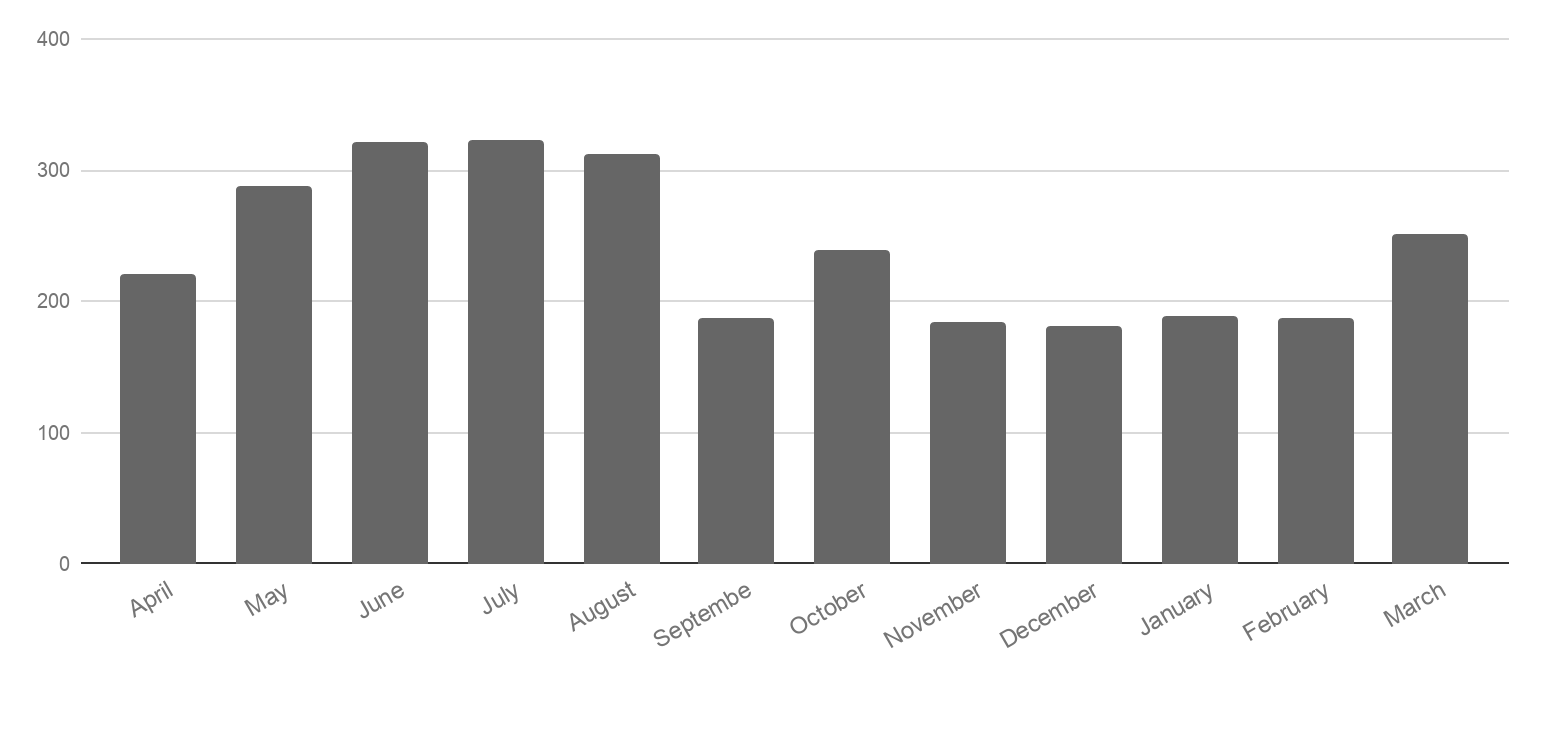 400
300
200
100
0
April
May
June
July
August
Septembe
October
November
December
January
February
March